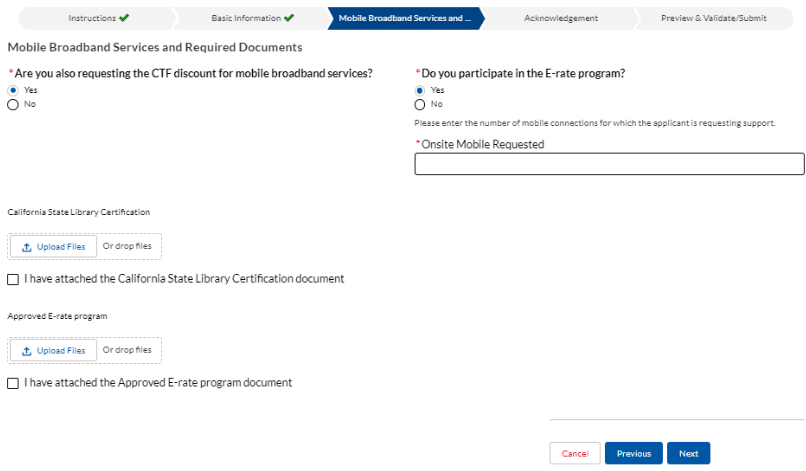 Instructions
Basic Information
Mobile Broadband Services and ...
Acknowledgement
Preview & Validate/Submit
Mobile Broadband Services and Required Documents
* Are you also requesting the CTF discount for mobile broadband services?
Yes
No
* Do you participate in the E-rate program?
Yes
No
Please enter the number of mobile connections for which the applicant is requesting support.
* Onsite Mobile Requested
California State Library Certification
Upload Files Or drop files
I have attached the California State Library Certification document
Approved E-rate program
Upload Files Or drop files
I have attached the Approved E-rate program document
Cancel Previous Next